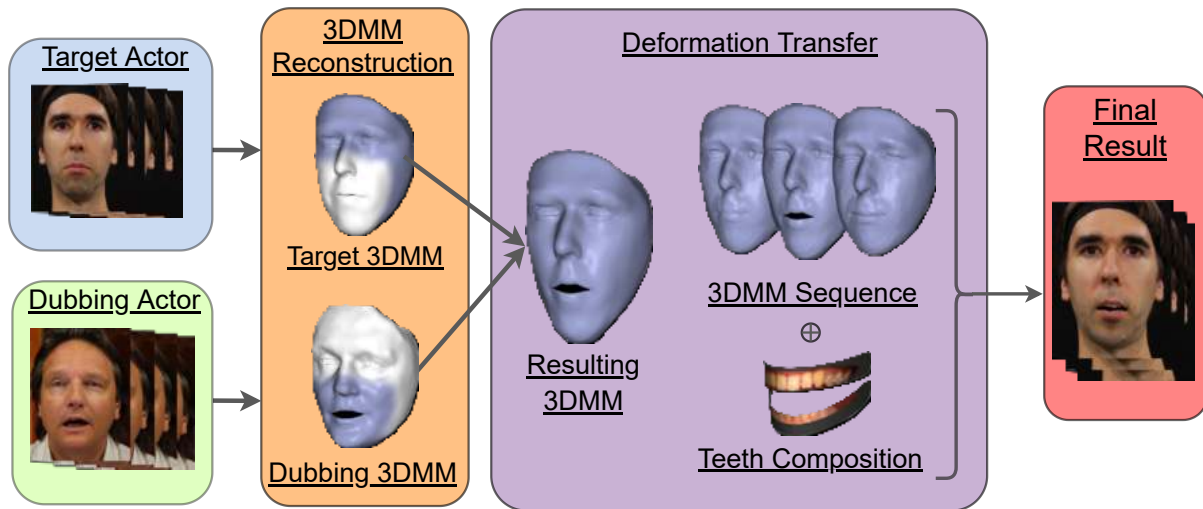 Target Actor
Dubbing Actor
3DMM
Reconstruction
Target 3DMM
Dubbing 3DMM
Deformation Transfer
Resulting
3DMM
3DMM Sequence
⊕
Teeth Composition
Final
Result